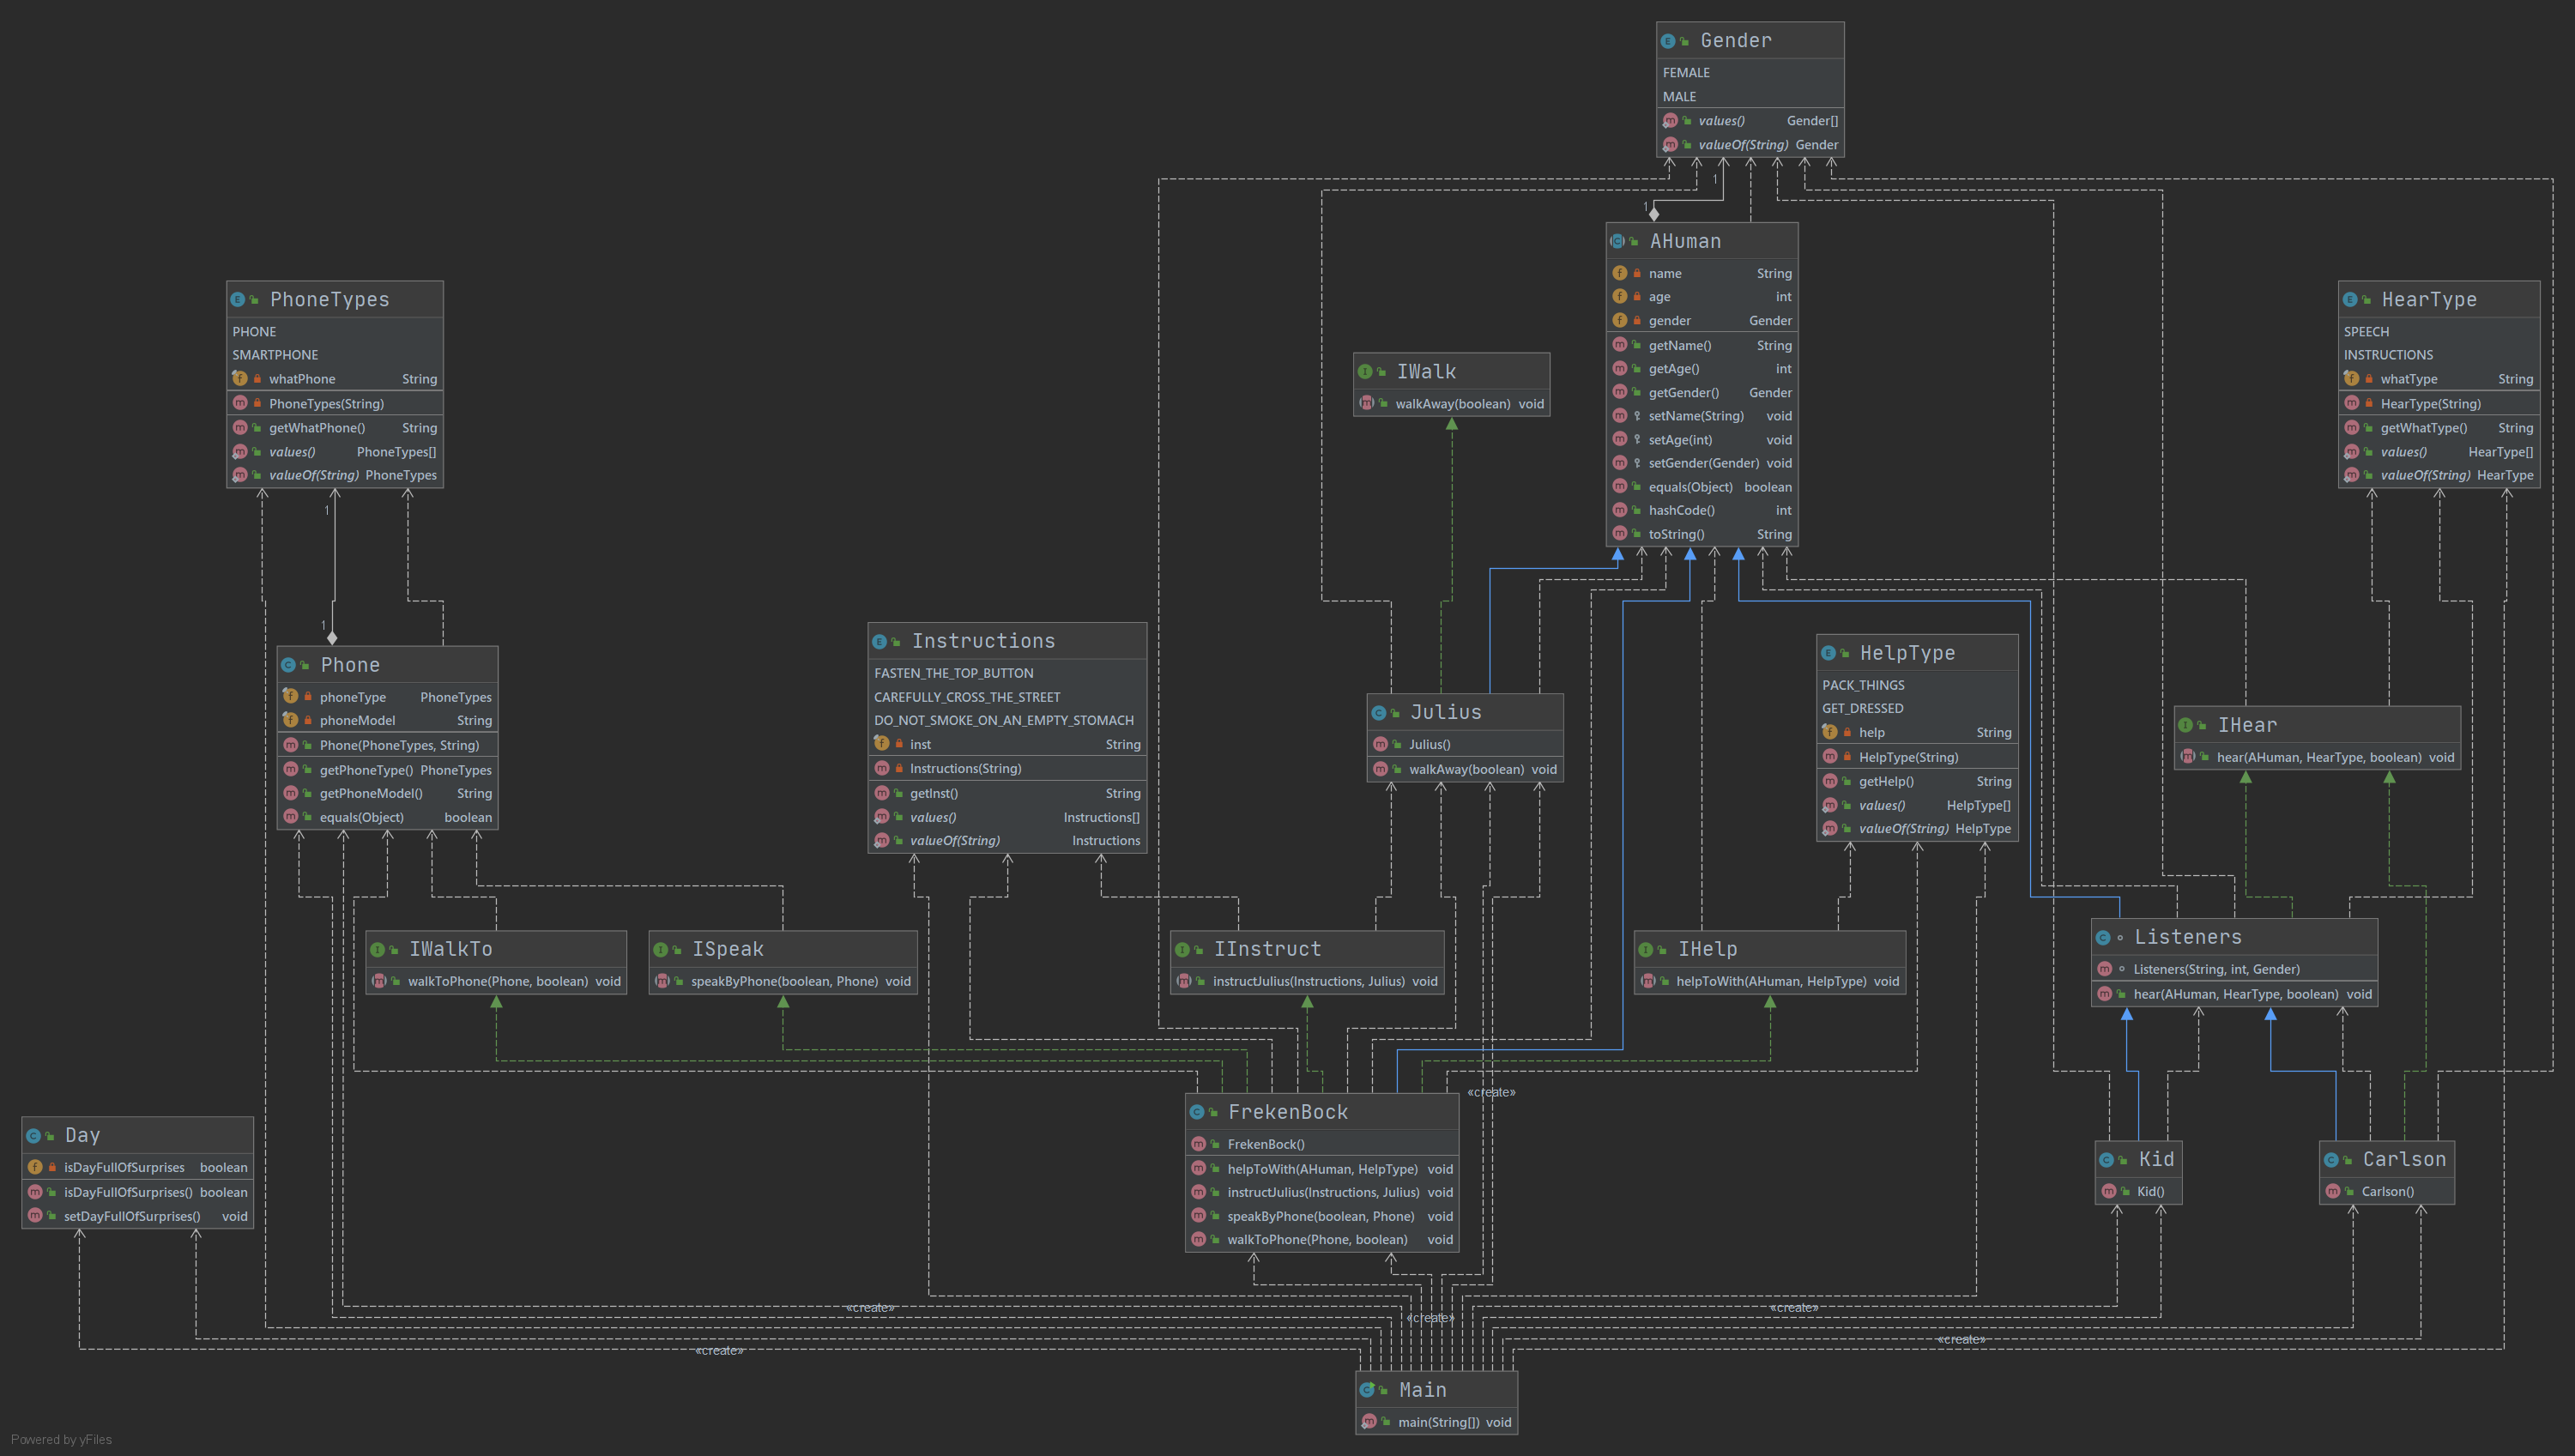 Gender
FEMALE
MALE
values() Gender[]
valueOf(String) Gender
1
1
AHuman
name String
age int
gender Gender
getName() String
getAge() int
getGender() Gender
setName(String) void
setAge(int) void
setGender(Gender) void
equals(Object) boolean
hashCode() int
toString() String
PhoneTypes
PHONE
SMARTPHONE
whatPhone String
PhoneTypes(String)
getWhatPhone() String
values() PhoneTypes[]
valueOf(String) PhoneTypes
1
1
IWalk
walkAway(boolean) void
HearType
SPEECH
INSTRUCTIONS
whatType String
HearType(String)
getWhatType() String
values() HearType[]
valueOf(String) HearType
Phone
phoneType PhoneTypes
phoneModel String
Phone(PhoneTypes, String)
getPhoneType() PhoneTypes
getPhoneModel() String
equals(Object) boolean
Instructions
FASTEN_THE_TOP_BUTTON
CAREFULLY_CROSS_THE_STREET
DO_NOT_SMOKE_ON_AN_EMPTY_STOMACH
inst String
Instructions(String)
getInst() String
values() Instructions[]
valueOf(String) Instructions
Julius
Julius()
walkAway(boolean) void
HelpType
PACK_THINGS
GET_DRESSED
help String
HelpType(String)
getHelp() String
values() HelpType[]
valueOf(String) HelpType
IHear
hear(AHuman, HearType, boolean) void
IWalkTo
walkToPhone(Phone, boolean) void
ISpeak
speakByPhone(boolean, Phone) void
IInstruct
instructJulius(Instructions, Julius) void
IHelp
helpToWith(AHuman, HelpType) void
Listeners
Listeners(String, int, Gender)
hear(AHuman, HearType, boolean) void
«create»
FrekenBock
FrekenBock()
helpToWith(AHuman, HelpType) void
instructJulius(Instructions, Julius) void
speakByPhone(boolean, Phone) void
walkToPhone(Phone, boolean) void
Day
isDayFullOfSurprises boolean
isDayFullOfSurprises() boolean
setDayFullOfSurprises() void
Kid
Kid()
Carlson
Carlson()
«create»
«create»
«create»
«create»
«create»
Main
main(String[]) void
Powered by yFiles